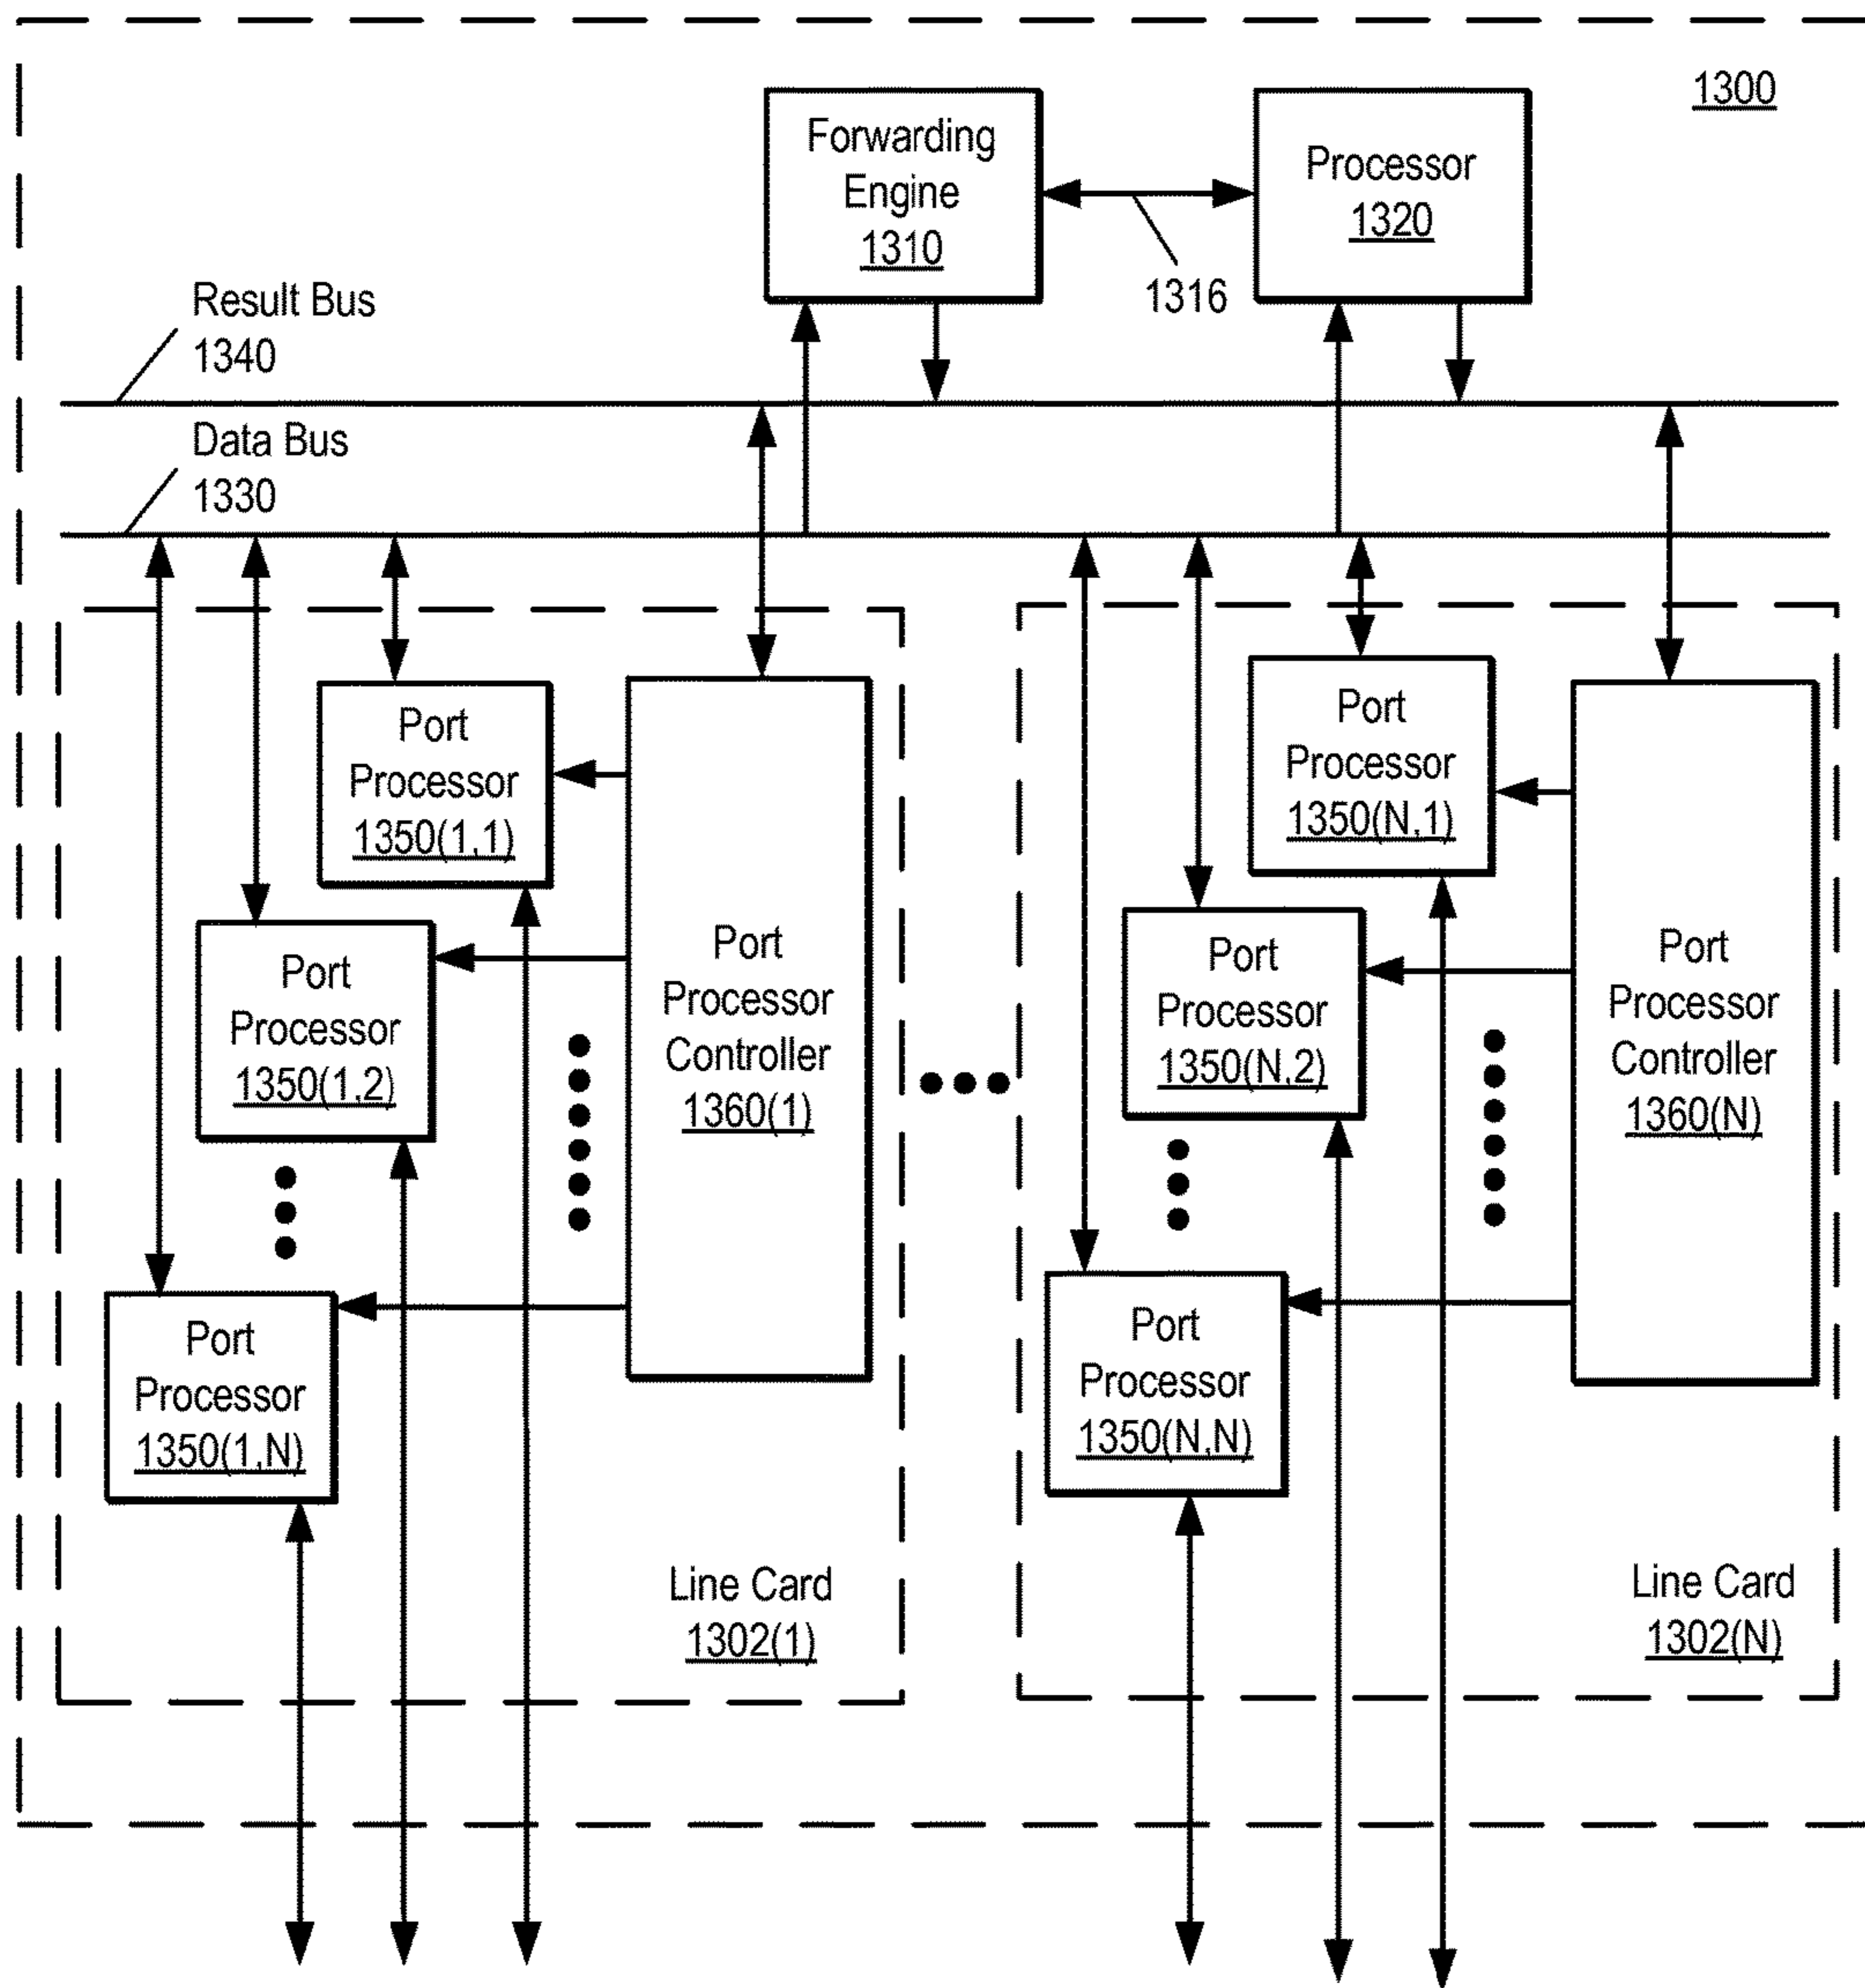 1300
Forwarding
Engine
1310
Processor
1320
1316
Result Bus
1340
Data Bus
1330
Port
Processor
1350(1,1)
Port
Processor
1350(1,2)
Port
Processor
1350(1,N)
Port
Processor
Controller
1360(1)
Line Card
1302(1)
Port
Processor
1350(N,1)
Port
Processor
1350(N,2)
Port
Processor
1350(N,N)
Port
Processor
Controller
1360(N)
Line Card
1302(N)